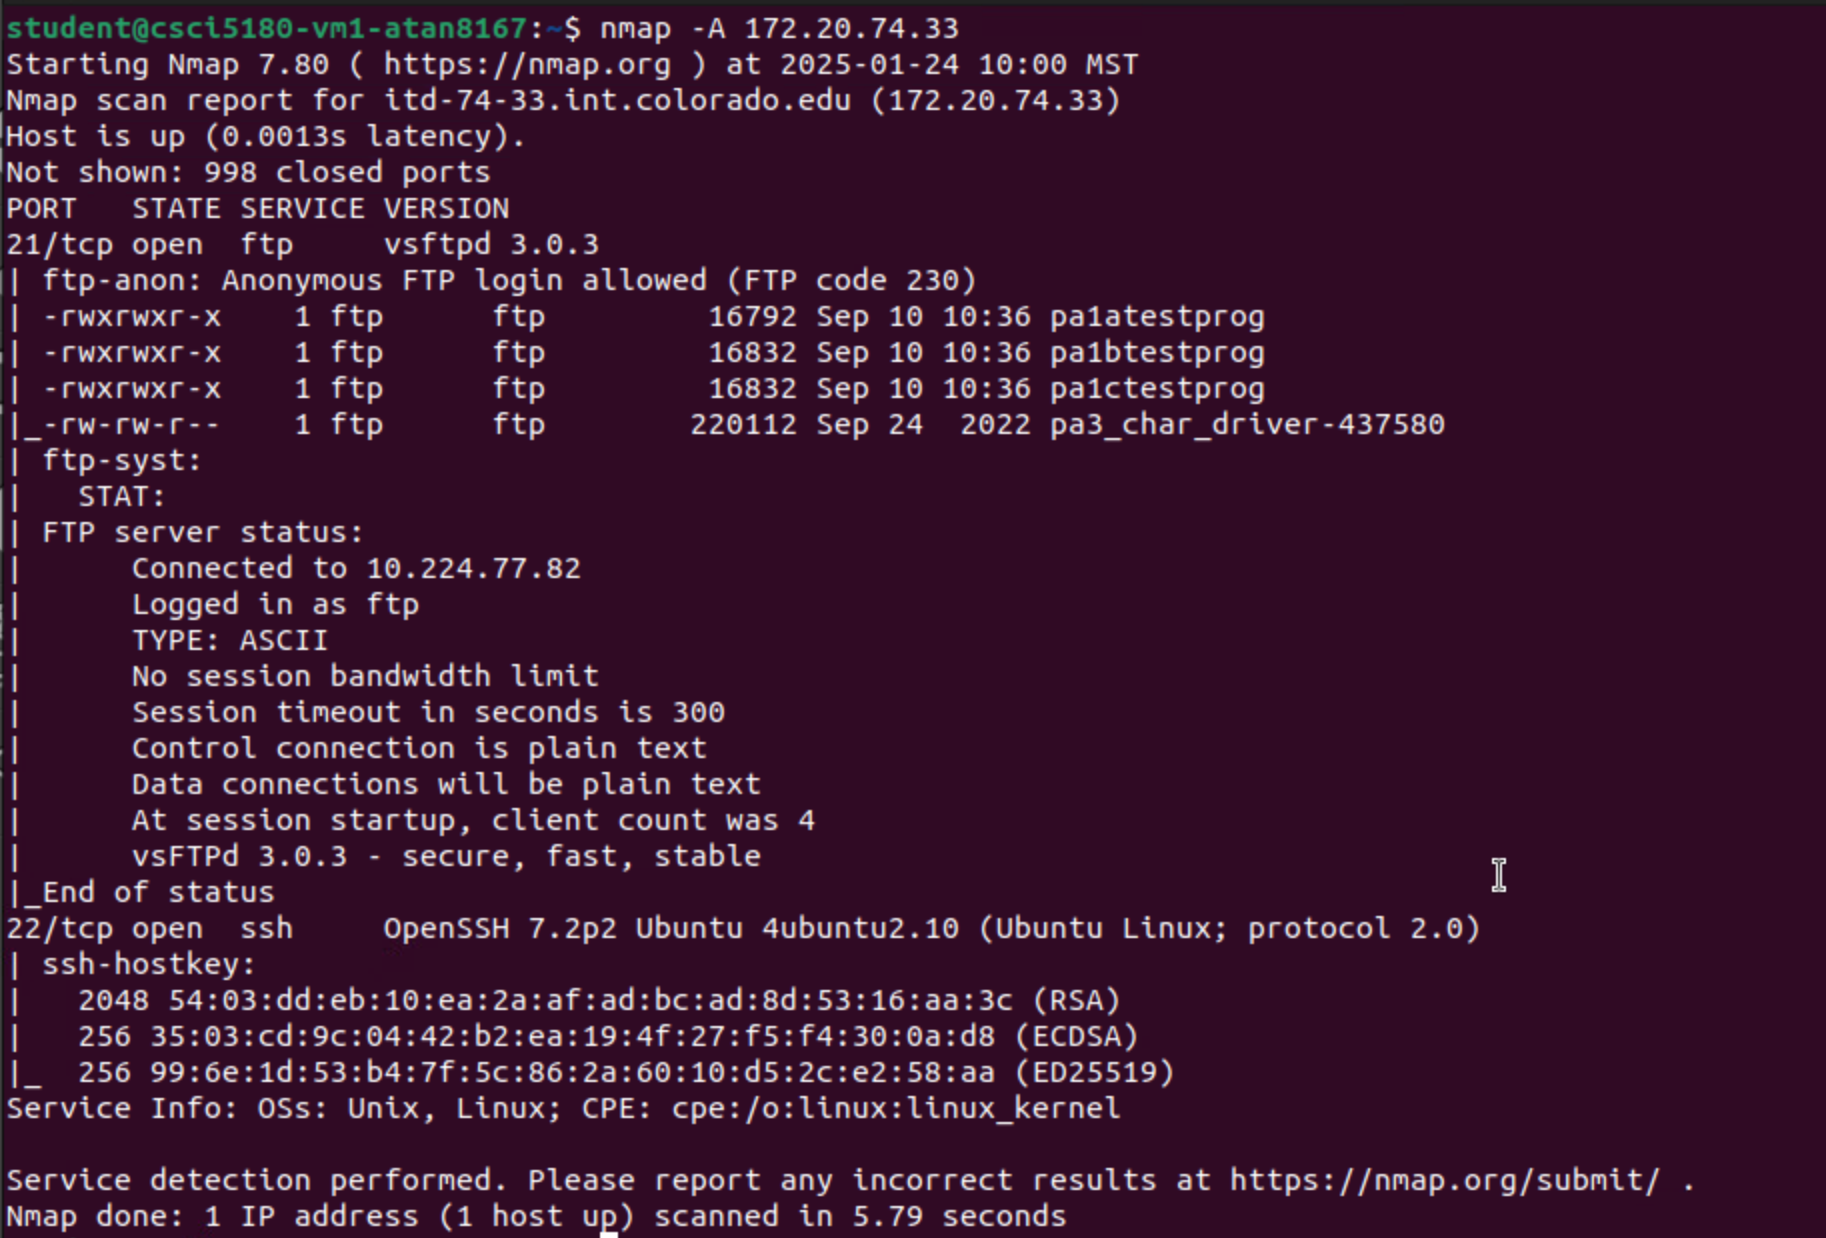 student@csci5180-vm1-atan8167:~$ nmap -A 172.20.74.33
Starting Nmap 7.80 ( https://nmap.org ) at 2025-01-24 10:00 MST
Nmap scan report for itd-74-33.int.colorado.edu (172.20.74.33)
Host is up (0.0013s latency).
Not shown: 998 closed ports
PORT   STATE SERVICE VERSION
21/tcp open  ftp     vsftpd 3.0.3
| ftp-anon: Anonymous FTP login allowed (FTP code 230)
| -rwxrwxr-x    1 ftp      ftp         16792 Sep 10 10:36 pa1atestprog
| -rwxrwxr-x    1 ftp      ftp         16832 Sep 10 10:36 pa1btestprog
| -rwxrwxr-x    1 ftp      ftp         16832 Sep 10 10:36 pa1ctestprog
|_-rw-rw-r--    1 ftp      ftp        220112 Sep 24  2022 pa3_char_driver-437580
| ftp-syst:
|   STAT:
| FTP server status:
|      Connected to 10.224.77.82
|      Logged in as ftp
|      TYPE: ASCII
|      No session bandwidth limit
|      Session timeout in seconds is 300
|      Control connection is plain text
|      Data connections will be plain text
|      At session startup, client count was 4
|      vsFTPd 3.0.3 - secure, fast, stable
|_End of status
22/tcp open  ssh     OpenSSH 7.2p2 Ubuntu 4ubuntu2.10 (Ubuntu Linux; protocol 2.0)
| ssh-hostkey:
|   2048 54:03:dd:eb:10:ea:2a:af:ad:bc:ad:8d:53:16:aa:3c (RSA)
|   256 35:03:cd:9c:04:42:b2:ea:19:4f:27:f5:f4:30:0a:d8 (ECDSA)
|_  256 99:6e:1d:53:b4:7f:5c:86:2a:60:10:d5:2c:e2:58:aa (ED25519)
Service Info: OSs: Unix, Linux; CPE: cpe:/o:linux:linux_kernel

Service detection performed. Please report any incorrect results at https://nmap.org/submit/ .
Nmap done: 1 IP address (1 host up) scanned in 5.79 seconds